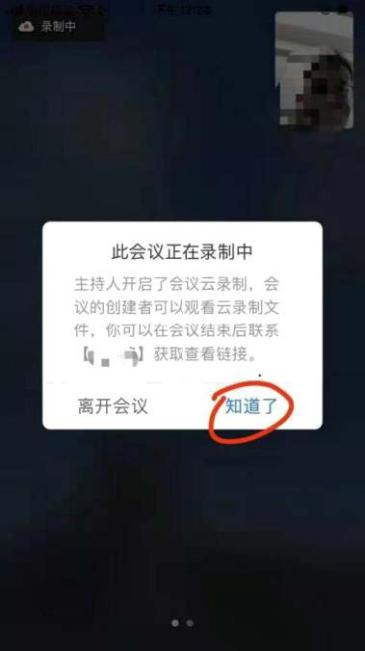 录制中
此会议正在录制中
主持人开启了会议云录制，会
议的创建者可以观看云录制文
件，你可以在会议结束后联系
【】获取查看链接。
离开会议
知道了